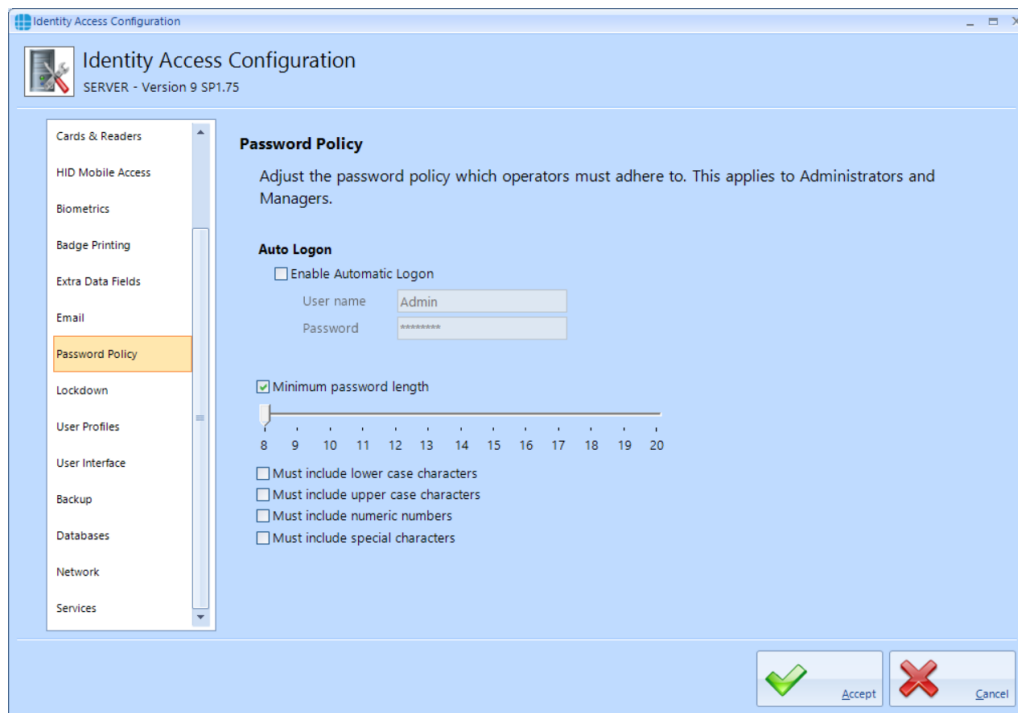 Identity Access Configuration
Identity Access Configuration
SERVER - Version 9 SP1.75
Cards & Readers
HID Mobile Access
Biometrics
Badge Printing
Extra Data Fields
Email
Password Policy
Lockdown
User Profiles
User Interface
Backup
Databases
Network
Services
Password Policy
Adjust the password policy which operators must adhere to. This applies to Administrators and
Managers.
Auto Logon
Enable Automatic Logon
User name Admin
Password ********
Minimum password length
8 9 10 11 12 13 14 15 16 17 18 19 20
Must include lower case characters
Must include upper case characters
Must include numeric numbers
Must include special characters
Accept Cancel